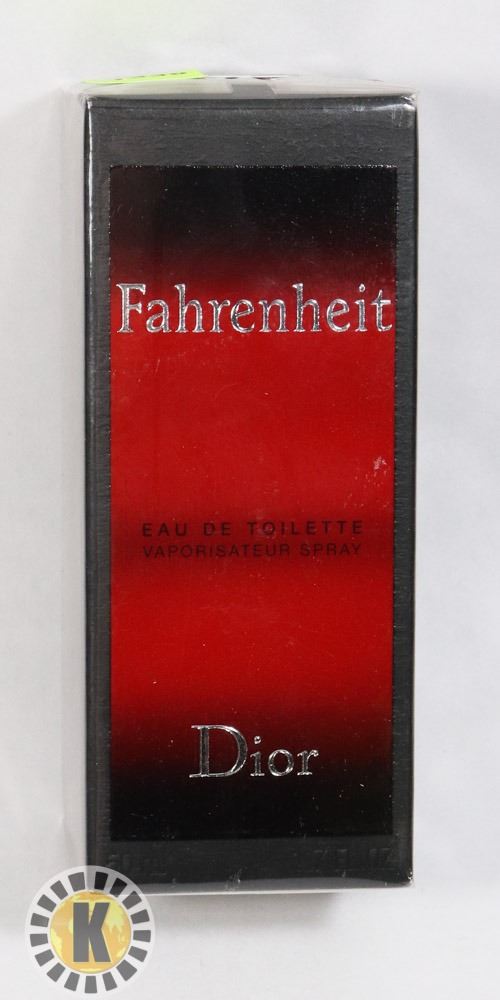 Fahrenheit
EAU DE TOILETTE
VAPORISATEUR SPRAY
Dior
K